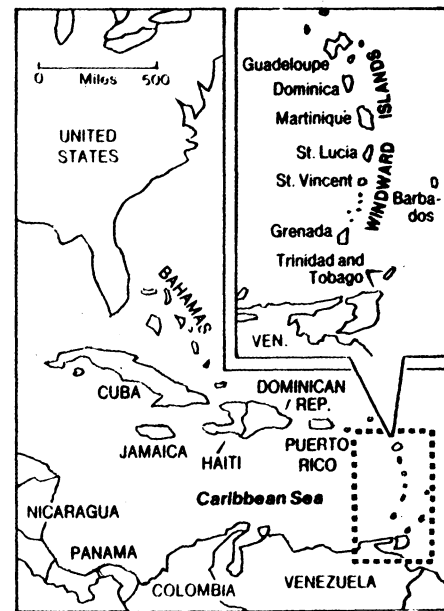 0 Miles 500
UNITED
STATES
BAHAMAS
CUBA
DOMINICAN
REP.
JAMAICA
HAITI
PUERTO
RICO
Caribbean Sea
NICARAGUA
PANAMA
COLOMBIA
VENEZUELA
Guadeloupe
Dominica
Martinique
St. Lucia
St. Vincent
Grenada
WINDWARD ISLANDS
Barba-
dos
Trinidad and
Tobago
VEN.